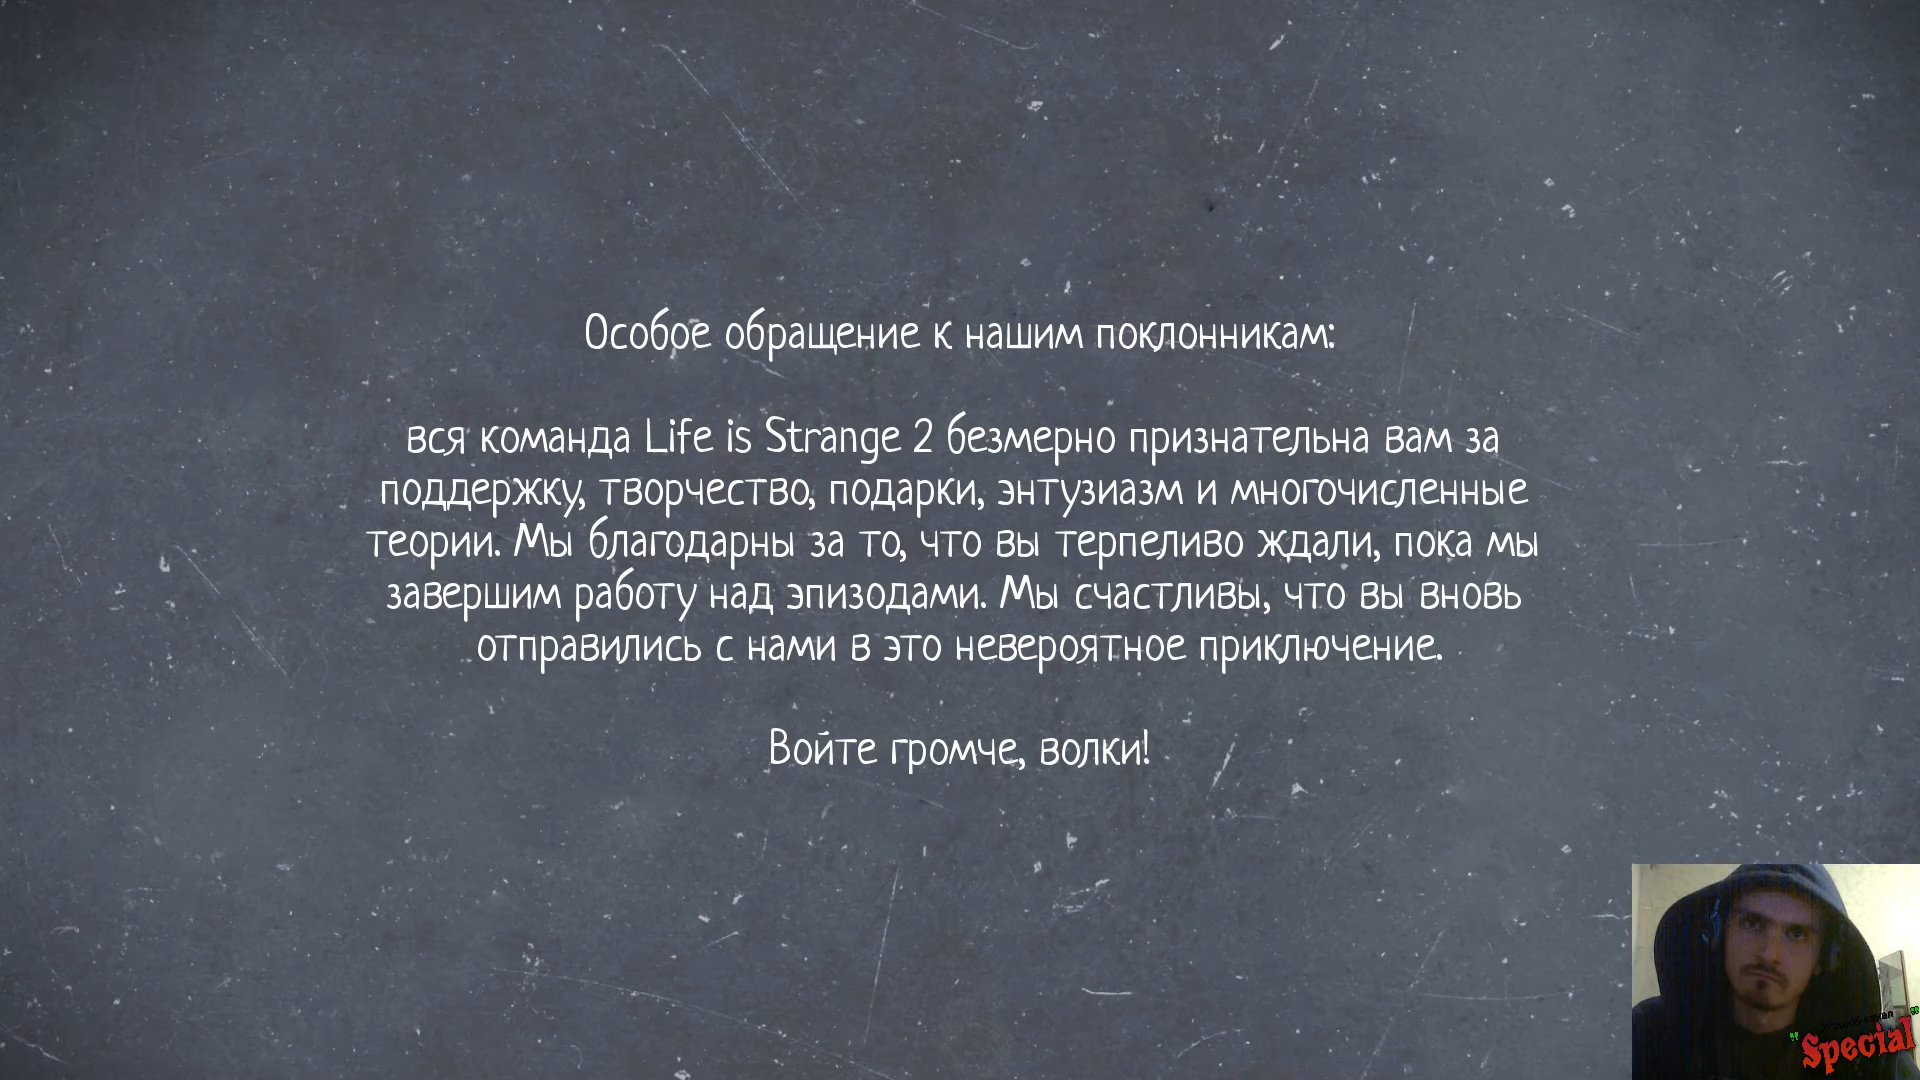 Особое обращение к нашим поклонникам:
вся команда Life is Strange 2 безмерно признательна вам за
поддержку, творчество, подарки, энтузиазм и многочисленные
теории. Мы благодарны за то, что вы терпеливо ждали, пока мы
завершим работу над эпизодами. Мы счастливы, что вы вновь
отправились с нами в это невероятное приключение.
Войте громче, волки!
"Special"